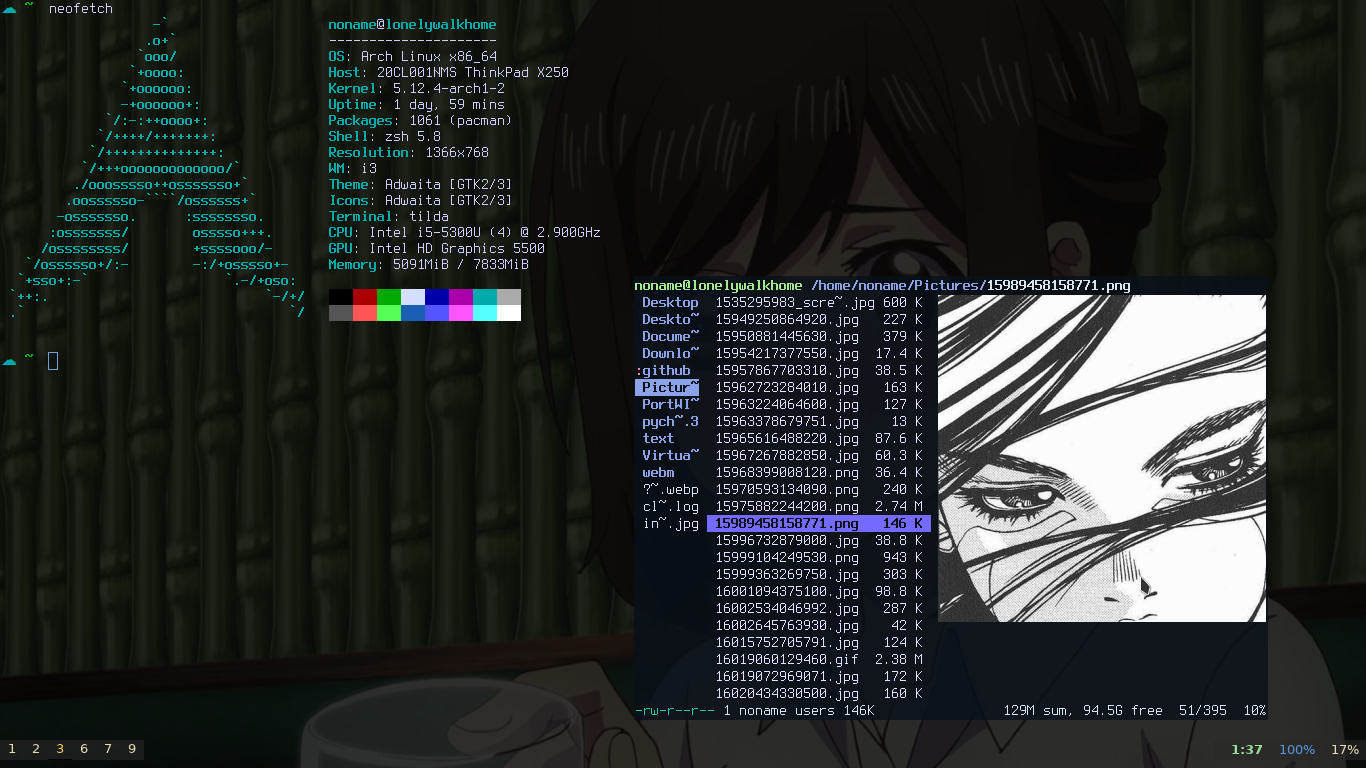 ☁ ~ neofetch
noname@lonelywalkhome
---------------------
OS: Arch Linux x86_64
Host: 20CL001NMS ThinkPad X250
Kernel: 5.12.4-arch1-2
Uptime: 1 day, 59 mins
Packages: 1061 (pacman)
Shell: zsh 5.8
Resolution: 1366x768
WM: i3
Theme: Adwaita [GTK2/3]
Icons: Adwaita [GTK2/3]
Terminal: tilda
CPU: Intel i5-5300U (4) @ 2.900GHz
GPU: Intel HD Graphics 5500
Memory: 5091MiB / 7833MiB
☁ ~
noname@lonelywalkhome /home/noname/Pictures/15989458158771.png
Desktop 1535295983_scre~.jpg 600 K
Deskto~ 15949250864920.jpg 227 K
Docume~ 15950881445630.jpg 379 K
Downlo~ 15954217377550.jpg 17.4 K
:github 15957867703310.jpg 38.5 K
Pictur~ 15962723284010.jpg 163 K
PortWI~ 15963224064600.jpg 127 K
pych~.3 15963378679751.jpg 13 K
text 15965616488220.jpg 87.6 K
Virtua~ 15967267882850.jpg 60.3 K
webm 15968399008120.png 36.4 K
?~.webp 15970593134090.png 240 K
cl~.log 15975882244200.png 2.74 M
in~.jpg 15989458158771.png 146 K
15996732879000.jpg 38.8 K
15999104249530.png 943 K
15999363269750.jpg 303 K
16001094375100.jpg 98.8 K
16002534046992.jpg 287 K
16002645763930.jpg 42 K
16015752705791.jpg 124 K
16019060129460.gif 2.38 M
16019072969071.jpg 172 K
16020434330500.jpg 160 K
-rw-r--r-- 1 noname users 146K 129M sum, 94.5G free 51/395 10%
1 2 3 6 7 9 1:37 100% 17%